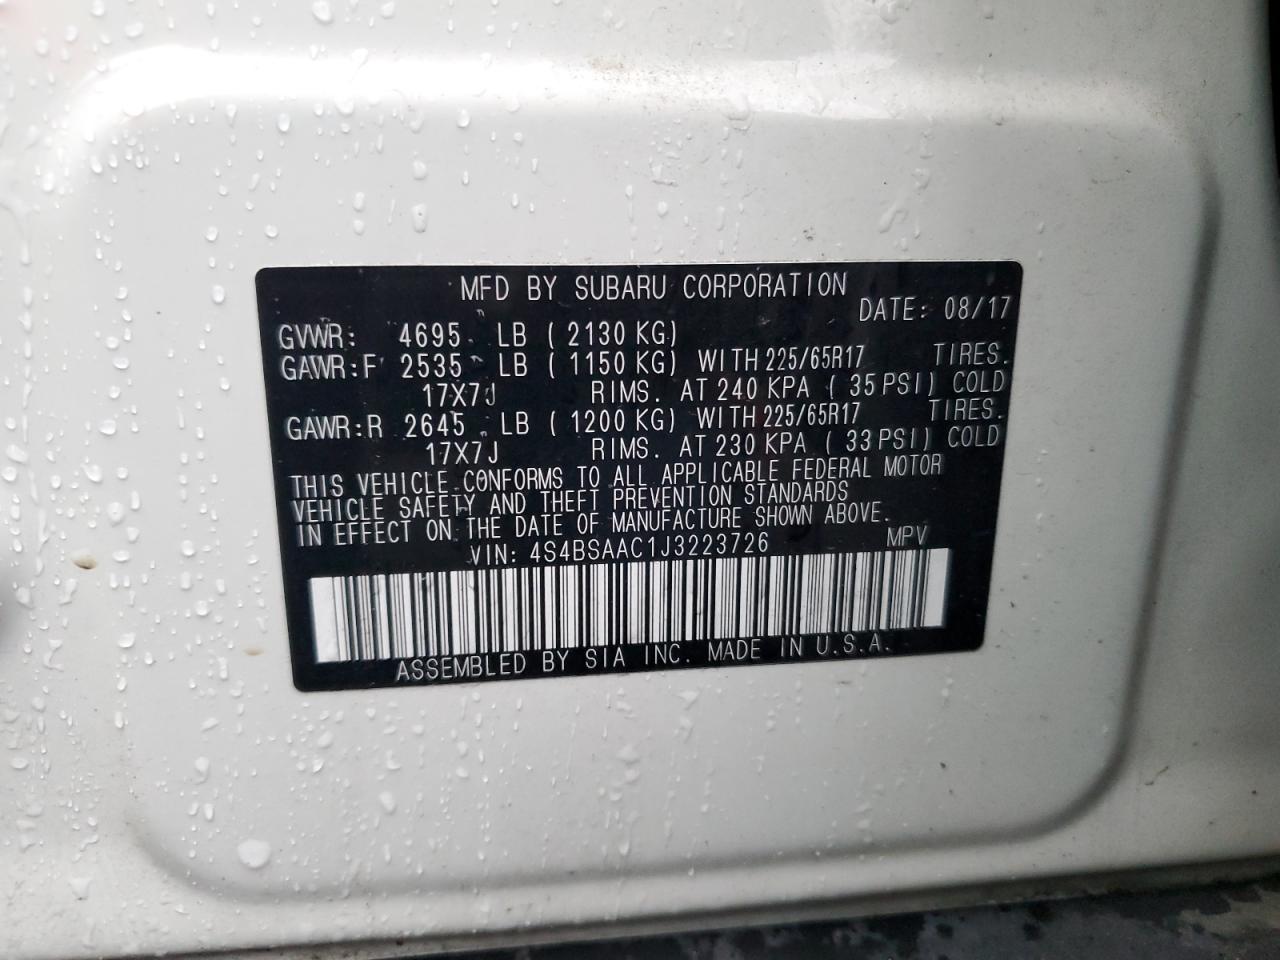 MFD BY SUBARU CORPORATION
DATE: 08/17
GVWR: 4695 LB ( 2130 KG)
GAWR:F 2535 LB ( 1150 KG) WITH 225/65R17 TIRES.
17X7J RIMS. AT 240 KPA ( 35 PSI) COLD
GAWR:R 2645 LB ( 1200 KG) WITH 225/65R17 TIRES.
17X7J RIMS. AT 230 KPA ( 33 PSI) COLD
THIS VEHICLE CONFORMS TO ALL APPLICABLE FEDERAL MOTOR
VEHICLE SAFETY AND THEFT PREVENTION STANDARDS
IN EFFECT ON THE DATE OF MANUFACTURE SHOWN ABOVE.
VIN: 4S4BSAAC1J3223726 MPV
ASSEMBLED BY SIA INC. MADE IN U.S.A.